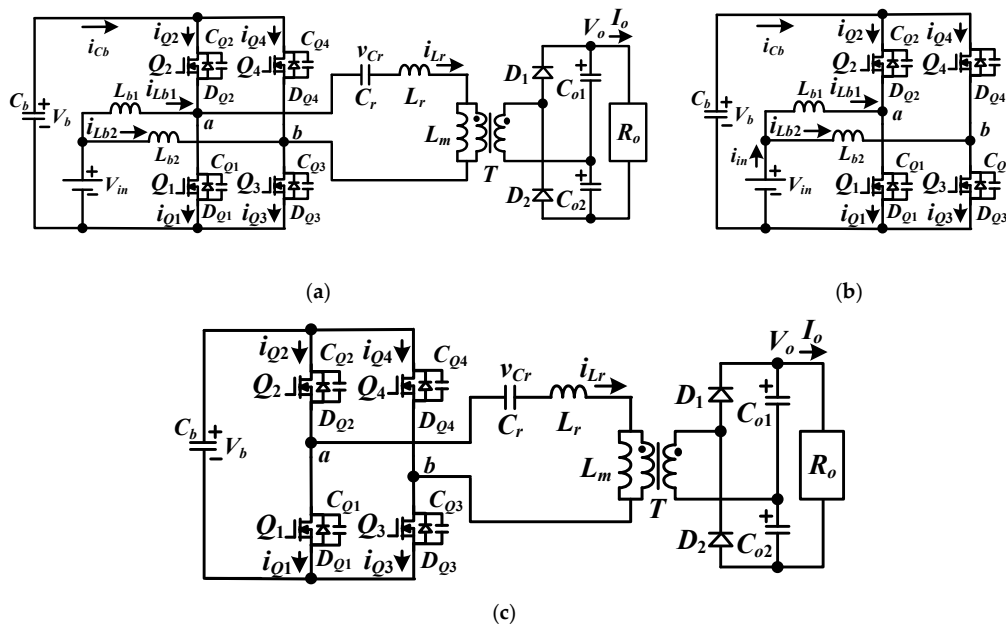 i_Cb
i_Q2
C_Q2
i_Q4
C_Q4
Q_2
Q_4
D_Q2
D_Q4
L_b1
i_Lb1
a
C_b
V_b
i_Lb2
L_b2
b
V_in
C_Q1
C_Q3
Q_1
Q_3
i_Q1
D_Q1
i_Q3
D_Q3
v_Cr
i_Lr
C_r
L_r
L_m
T
D_1
D_2
V_o
I_o
C_o1
C_o2
R_o
(a)
i_Cb
i_Q2
C_Q2
i_Q4
Q_2
Q_4
D_Q2
D_Q4
L_b1
i_Lb1
a
C_b
V_b
i_Lb2
L_b2
b
i_in
V_in
C_Q1
Q_1
Q_3
i_Q1
D_Q1
i_Q3
D_Q3
(b)
i_Q2
C_Q2
i_Q4
C_Q4
Q_2
Q_4
D_Q2
D_Q4
C_b
V_b
a
b
C_Q1
C_Q3
Q_1
Q_3
i_Q1
D_Q1
i_Q3
D_Q3
v_Cr
i_Lr
C_r
L_r
L_m
T
D_1
D_2
V_o
I_o
C_o1
C_o2
R_o
(c)